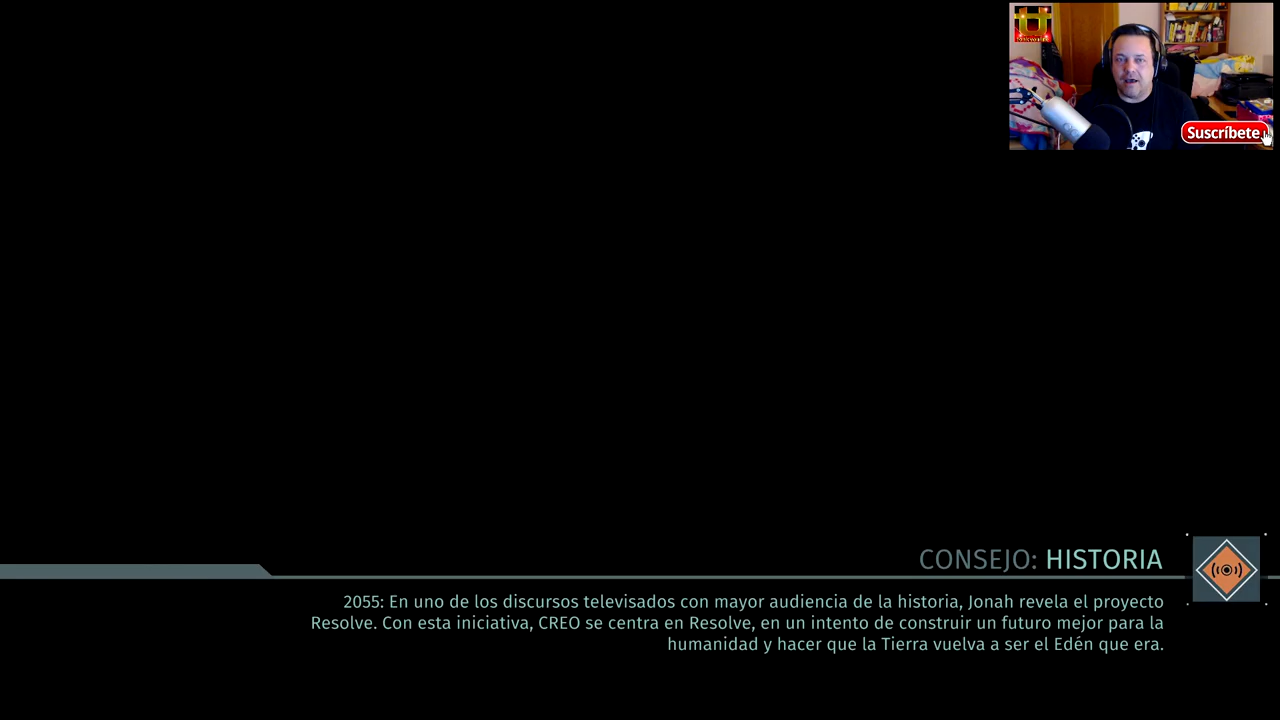 Suscríbete
CONSEJO: HISTORIA
2055: En uno de los discursos televisados con mayor audiencia de la historia, Jonah revela el proyecto
Resolve. Con esta iniciativa, CREO se centra en Resolve, en un intento de construir un futuro mejor para la
humanidad y hacer que la Tierra vuelva a ser el Edén que era.